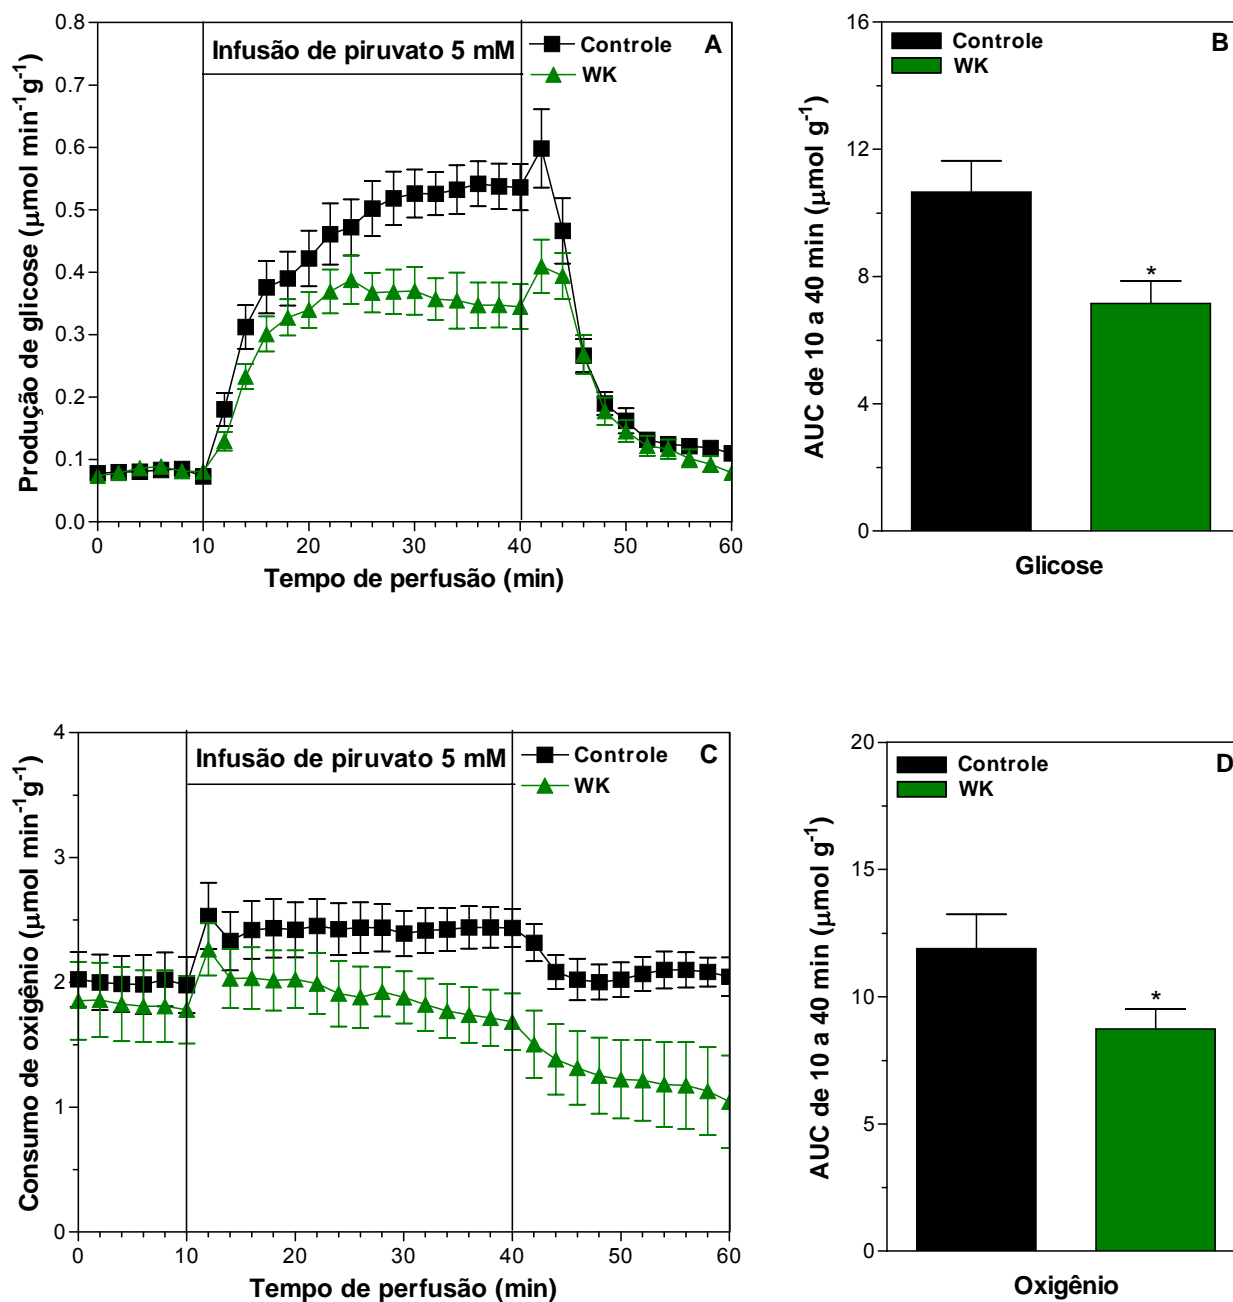 A
Infusão de piruvato 5 mM
Controle
WK
Produção de glicose (µmol min⁻¹g⁻¹)
0.8
0.7
0.6
0.5
0.4
0.3
0.2
0.1
0.0
0 10 20 30 40 50 60
Tempo de perfusão (min)
B
Controle
WK
AUC de 10 a 40 min (µmol g⁻¹)
16
12
8
4
0
*
Glicose
C
Infusão de piruvato 5 mM
Controle
WK
Consumo de oxigênio (µmol min⁻¹g⁻¹)
4
3
2
1
0
0 10 20 30 40 50 60
Tempo de perfusão (min)
D
Controle
WK
AUC de 10 a 40 min (µmol g⁻¹)
20
15
10
5
0
*
Oxigênio